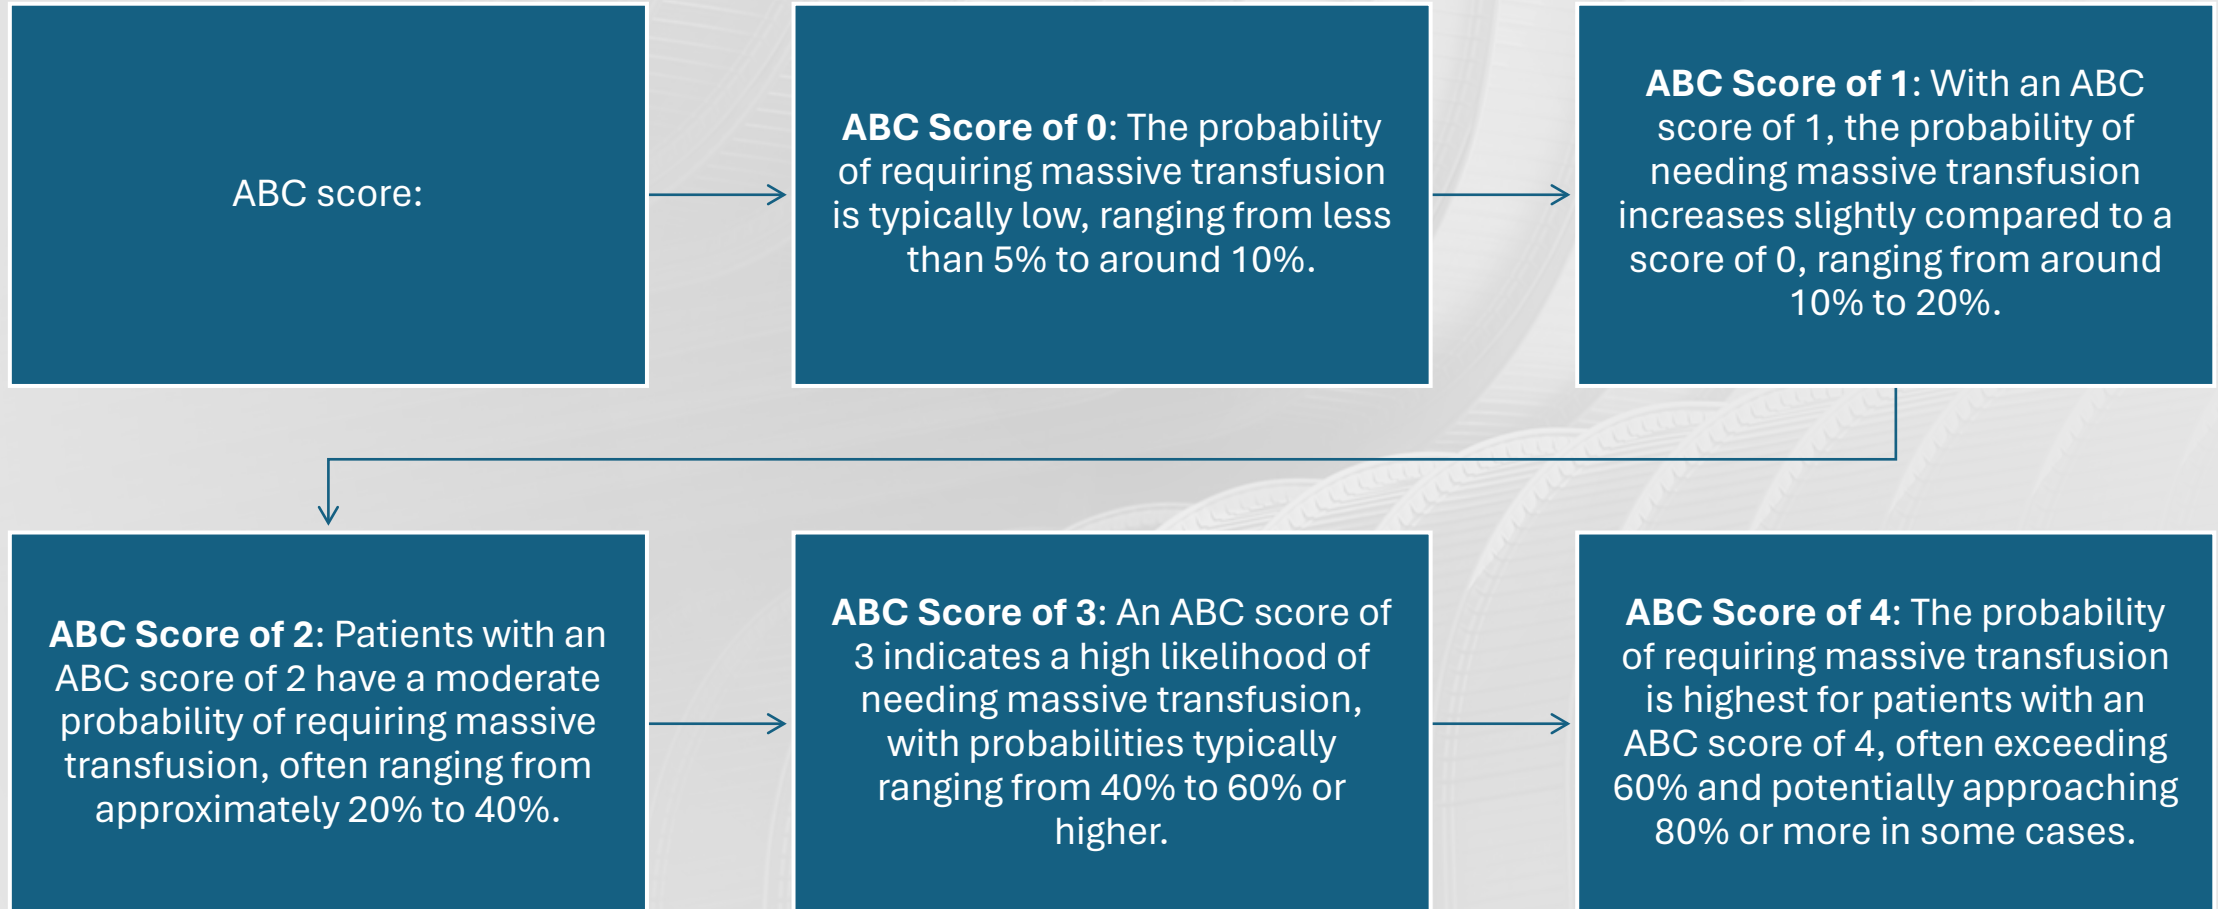 ABC score:
ABC Score of 0: The probability
of requiring massive transfusion
is typically low, ranging from less
than 5% to around 10%.
ABC Score of 1: With an ABC
score of 1, the probability of
needing massive transfusion
increases slightly compared to a
score of 0, ranging from around
10% to 20%.
ABC Score of 2: Patients with an
ABC score of 2 have a moderate
probability of requiring massive
transfusion, often ranging from
approximately 20% to 40%.
ABC Score of 3: An ABC score of
3 indicates a high likelihood of
needing massive transfusion,
with probabilities typically
ranging from 40% to 60% or
higher.
ABC Score of 4: The probability
of requiring massive transfusion
is highest for patients with an
ABC score of 4, often exceeding
60% and potentially approaching
80% or more in some cases.